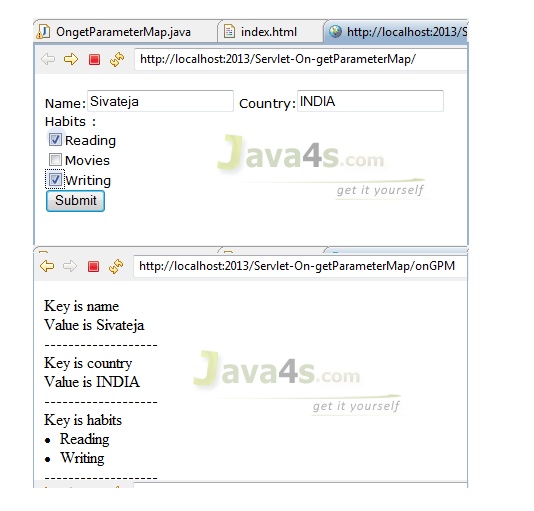 OngetParameterMap.java index.html http://localhost:2013/S
http://localhost:2013/Servlet-On-getParameterMap/
Name: Sivateja Country: INDIA
Habits :
Reading
Movies
Writing
Submit
Java4s.com
get it yourself
http://localhost:2013/Servlet-On-getParameterMap/onGPM
Key is name
Value is Sivateja
-------------------
Key is country
Value is INDIA
-------------------
Key is habits
• Reading
• Writing
-------------------
Java4s.com
get it yourself